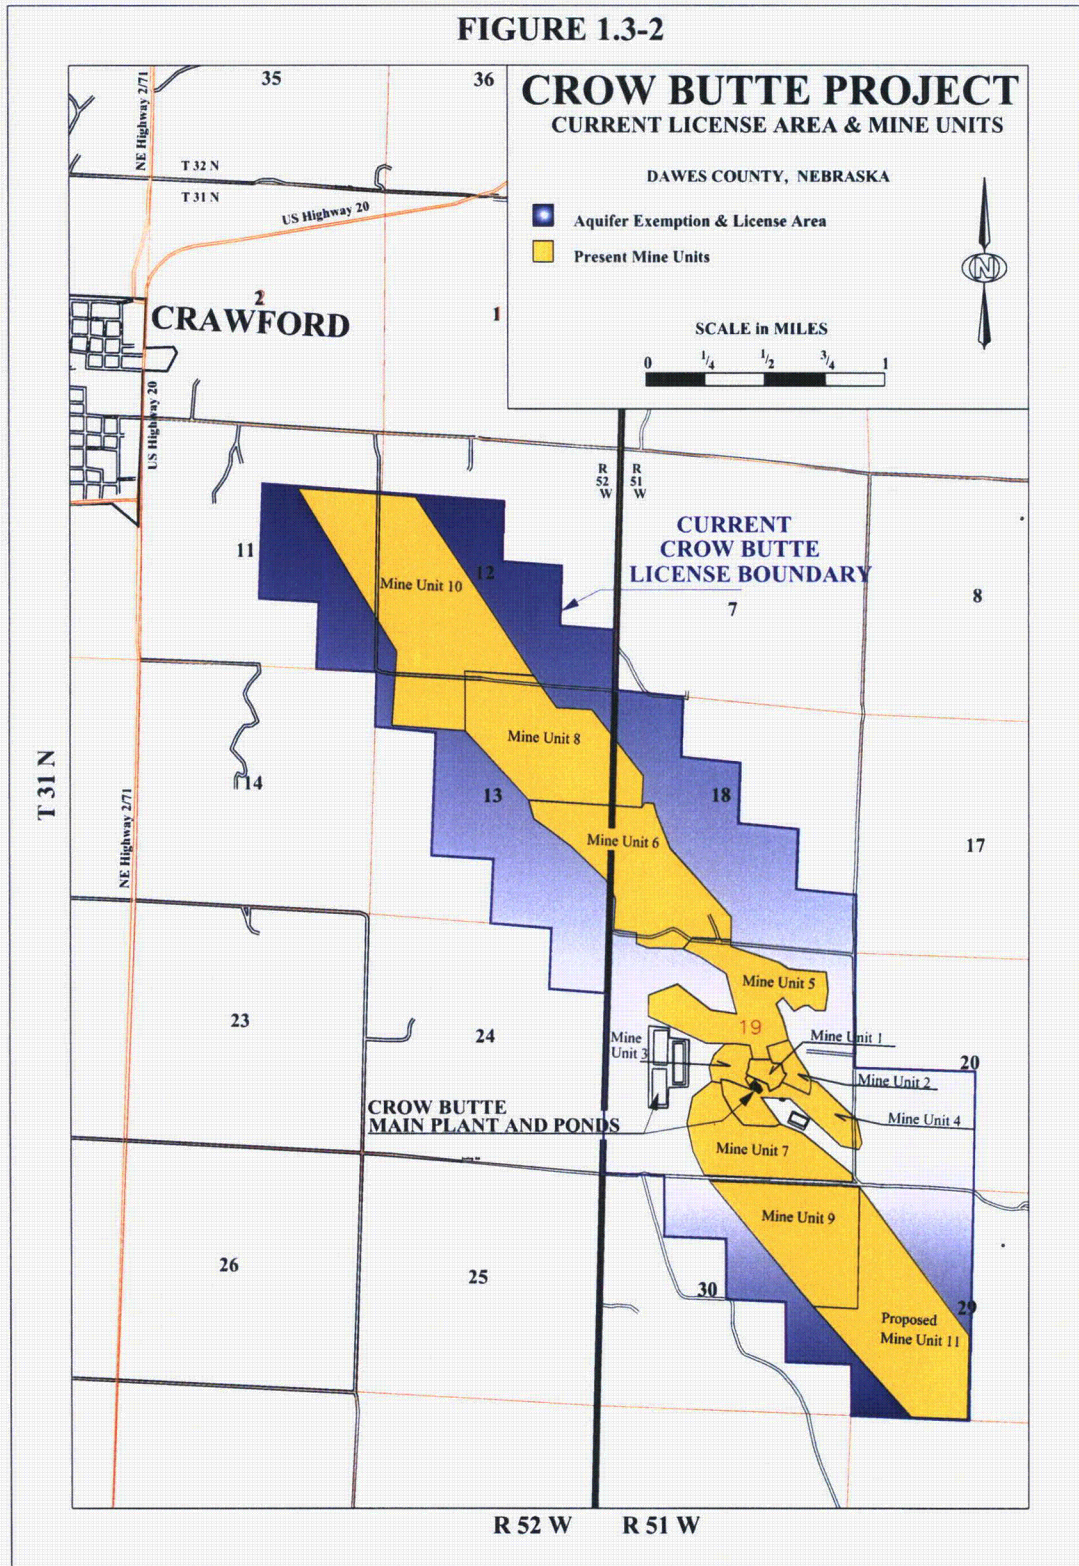 FIGURE 1.3-2
CROW BUTTE PROJECT
CURRENT LICENSE AREA & MINE UNITS
DAWES COUNTY, NEBRASKA
Aquifer Exemption & License Area
Present Mine Units
N
SCALE in MILES
0 1/4 1/2 3/4 1
35
36
NE Highway 2/71
T 32 N
T 31 N
US Highway 20
2
CRAWFORD
1
US Highway 20
R
52
W
R
51
W
CURRENT
CROW BUTTE
LICENSE BOUNDARY
11
12
Mine Unit 10
7
8
Mine Unit 8
T 31 N
14
13
18
17
Mine Unit 6
NE Highway 2/71
Mine Unit 5
23
24
19
20
Mine
Unit 3
Mine Unit 1
Mine Unit 2
Mine Unit 4
CROW BUTTE
MAIN PLANT AND PONDS
Mine Unit 7
Mine Unit 9
26
25
30
29
Proposed
Mine Unit 11
R 52 W
R 51 W